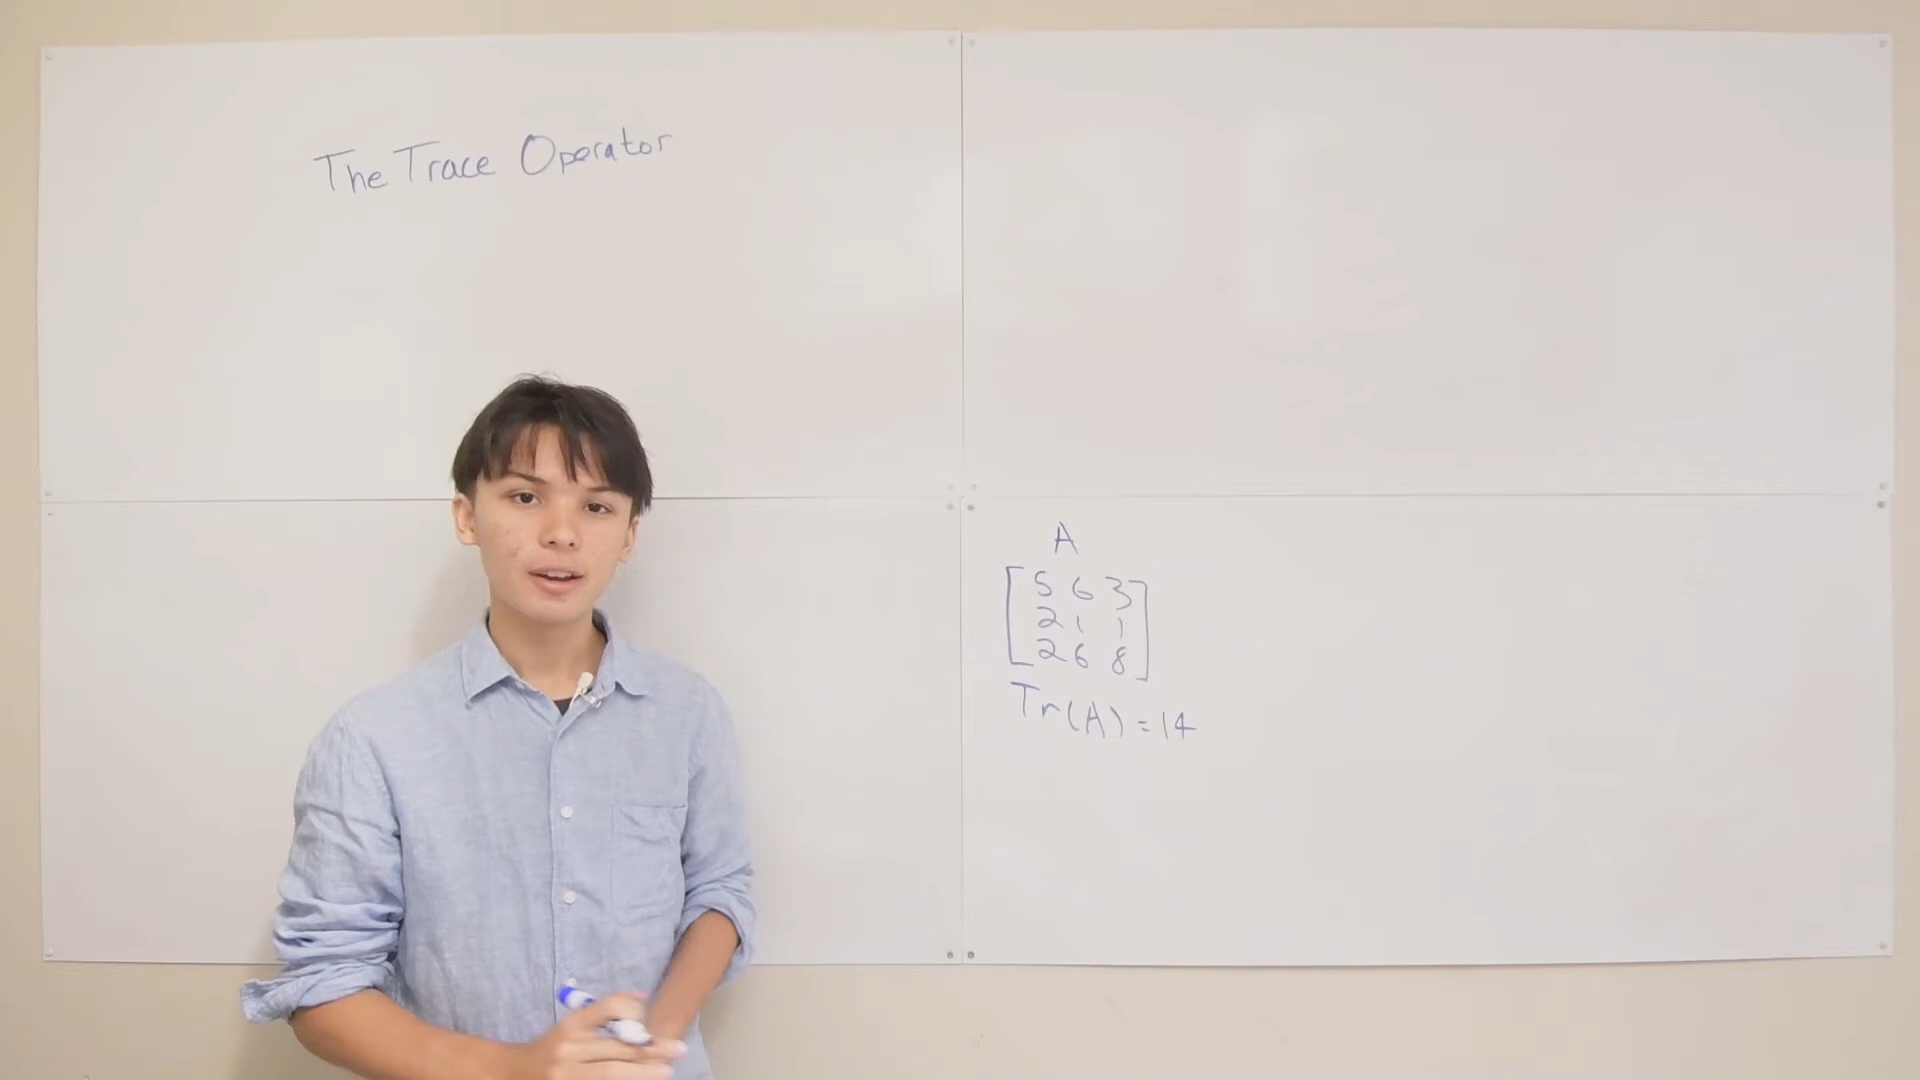 The Trace Operator
A
5 6 3
2 1 1
2 6 8
Tr(A) = 14